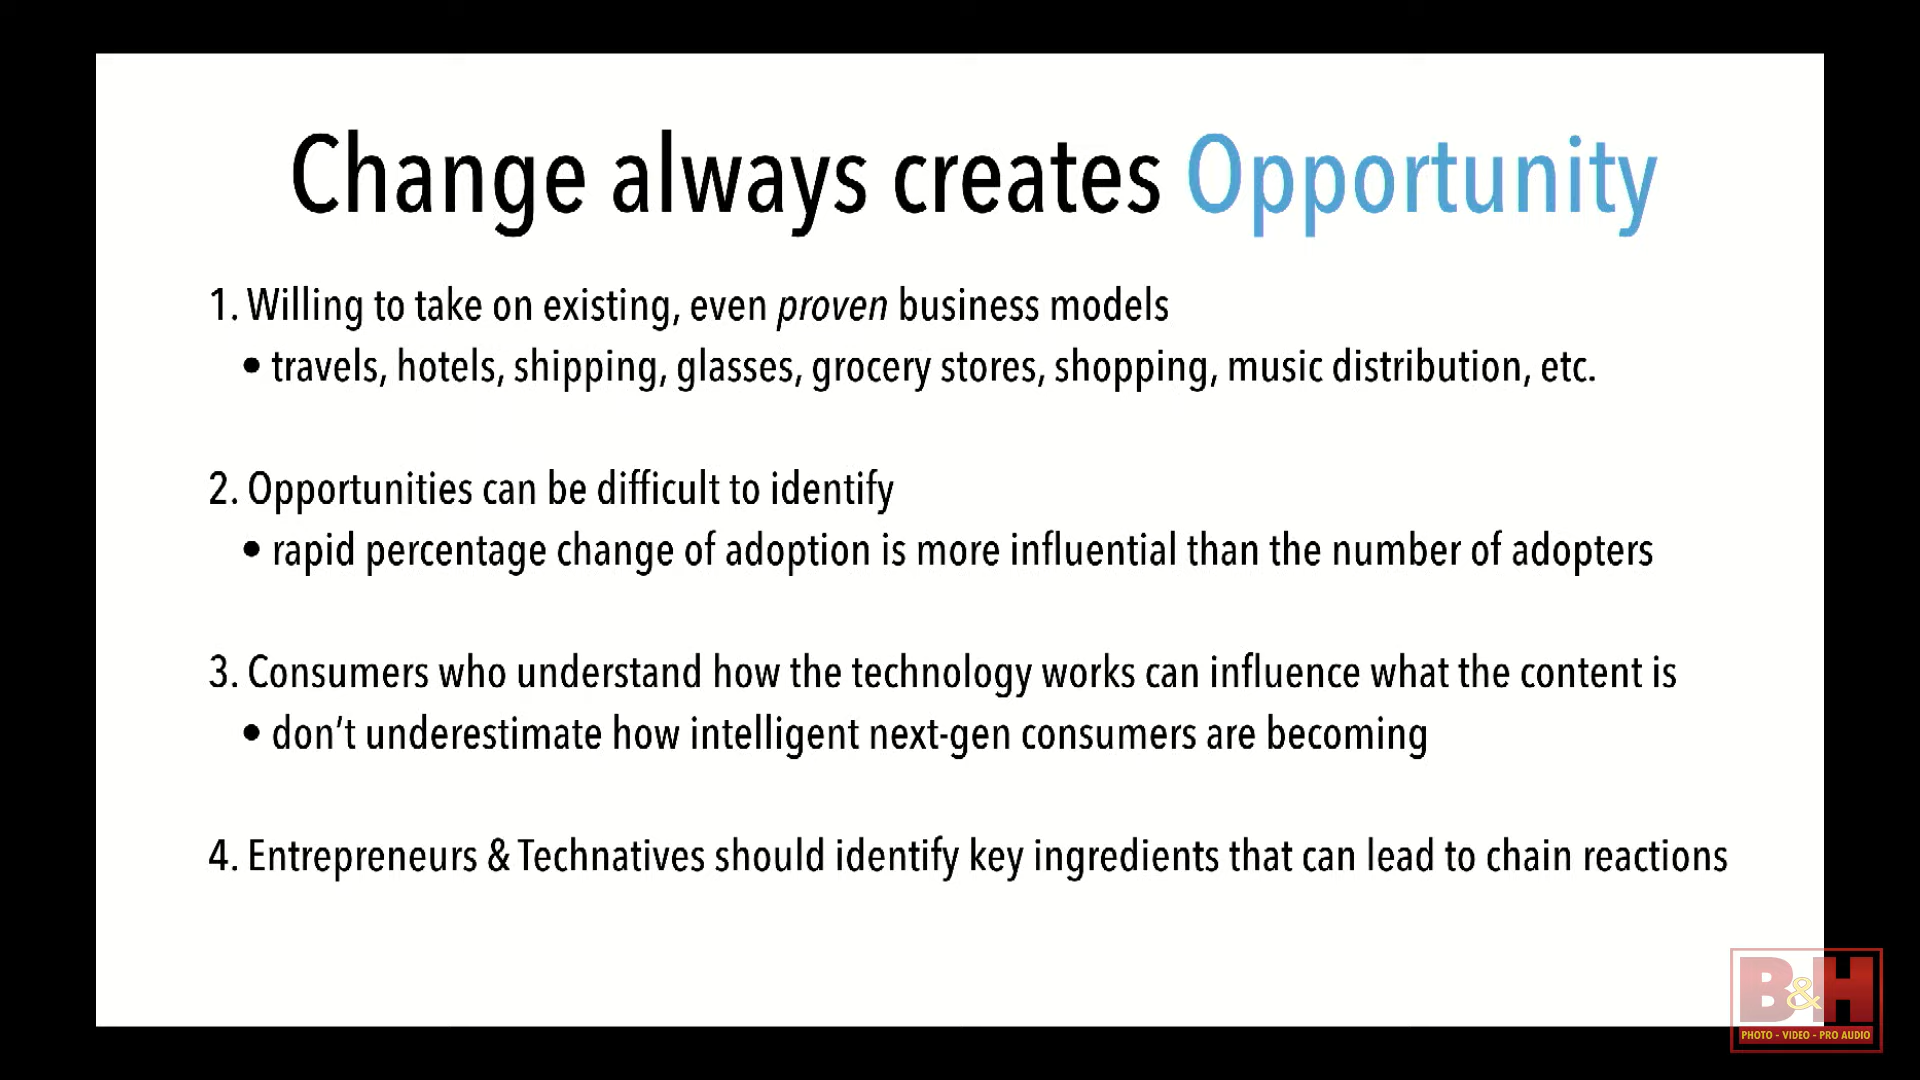 Change always creates Opportunity
1. Willing to take on existing, even proven business models
• travels, hotels, shipping, glasses, grocery stores, shopping, music distribution, etc.
2. Opportunities can be difficult to identify
• rapid percentage change of adoption is more influential than the number of adopters
3. Consumers who understand how the technology works can influence what the content is
• don’t underestimate how intelligent next-gen consumers are becoming
4. Entrepreneurs & Technatives should identify key ingredients that can lead to chain reactions
B&H
PHOTO - VIDEO - PRO AUDIO